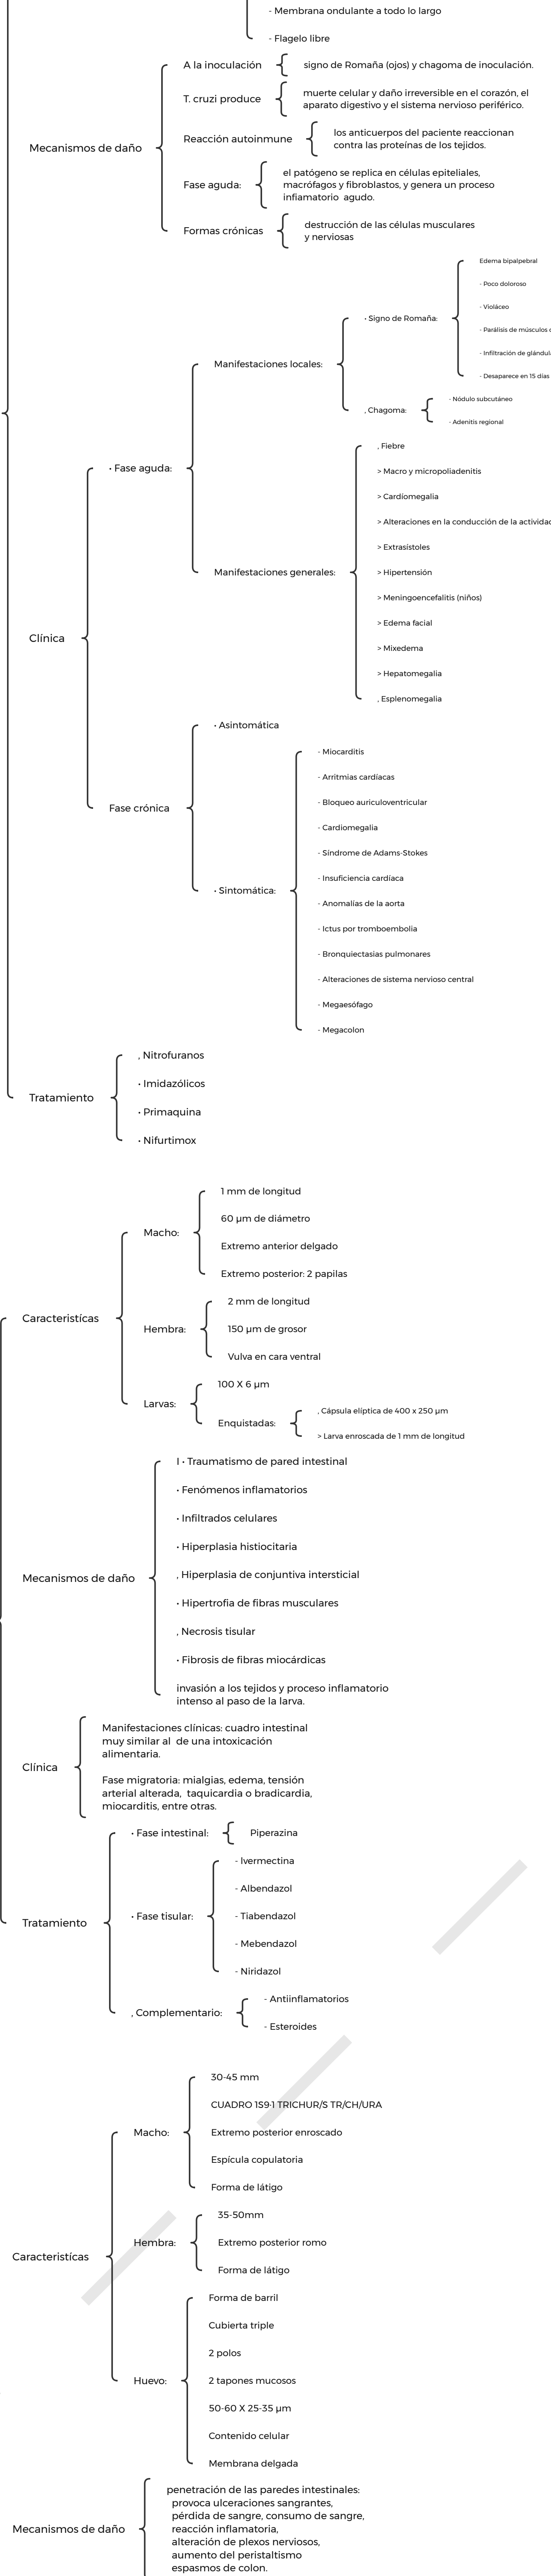 - Membrana ondulante a todo lo largo
- Flagelo libre
Mecanismos de daño
A la inoculación
signo de Romaña (ojos) y chagoma de inoculación.
T. cruzi produce
muerte celular y daño irreversible en el corazón, el
aparato digestivo y el sistema nervioso periférico.
Reacción autoinmune
los anticuerpos del paciente reaccionan
contra las proteínas de los tejidos.
Fase aguda:
el patógeno se replica en células epiteliales,
macrófagos y fibroblastos, y genera un proceso
infiamatorio agudo.
Formas crónicas
destrucción de las células musculares
y nerviosas
Clínica
• Fase aguda:
Manifestaciones locales:
• Signo de Romaña:
Edema bipalpebral
- Poco doloroso
- Violáceo
- Parálisis de músculos
- Infiltración de glándul
- Desaparece en 15 días
, Chagoma:
- Nódulo subcutáneo
- Adenitis regional
Manifestaciones generales:
, Fiebre
> Macro y micropoliadenitis
> Cardiomegalia
> Alteraciones en la conducción de la actividad
> Extrasístoles
> Hipertensión
> Meningoencefalitis (niños)
> Edema facial
> Mixedema
> Hepatomegalia
, Esplenomegalia
Fase crónica
• Asintomática
• Sintomática:
- Miocarditis
- Arritmias cardíacas
- Bloqueo auriculoventricular
- Cardiomegalia
- Síndrome de Adams-Stokes
- Insuficiencia cardíaca
- Anomalías de la aorta
- Ictus por tromboembolia
- Bronquiectasias pulmonares
- Alteraciones de sistema nervioso central
- Megaesófago
- Megacolon
Tratamiento
, Nitrofuranos
• Imidazólicos
• Primaquina
• Nifurtimox
Caracteristícas
Macho:
1 mm de longitud
60 µm de diámetro
Extremo anterior delgado
Extremo posterior: 2 papilas
Hembra:
2 mm de longitud
150 µm de grosor
Vulva en cara ventral
Larvas:
100 X 6 µm
Enquistadas:
, Cápsula elíptica de 400 x 250 µm
> Larva enroscada de 1 mm de longitud
Mecanismos de daño
I • Traumatismo de pared intestinal
• Fenómenos inflamatorios
• Infiltrados celulares
• Hiperplasia histiocitaria
, Hiperplasia de conjuntiva intersticial
• Hipertrofia de fibras musculares
, Necrosis tisular
• Fibrosis de fibras miocárdicas
invasión a los tejidos y proceso inflamatorio
intenso al paso de la larva.
Clínica
Manifestaciones clínicas: cuadro intestinal
muy similar al de una intoxicación
alimentaria.
Fase migratoria: mialgias, edema, tensión
arterial alterada, taquicardia o bradicardia,
miocarditis, entre otras.
Tratamiento
• Fase intestinal:
Piperazina
• Fase tisular:
- Ivermectina
- Albendazol
- Tiabendazol
- Mebendazol
- Niridazol
, Complementario:
- Antiinflamatorios
- Esteroides
Caracteristícas
Macho:
30-45 mm
CUADRO 1S9-1 TRICHUR/S TR/CH/URA
Extremo posterior enroscado
Espícula copulatoria
Forma de látigo
Hembra:
35-50mm
Extremo posterior romo
Forma de látigo
Huevo:
Forma de barril
Cubierta triple
2 polos
2 tapones mucosos
50-60 X 25-35 µm
Contenido celular
Membrana delgada
Mecanismos de daño
penetración de las paredes intestinales:
provoca ulceraciones sangrantes,
pérdida de sangre, consumo de sangre,
reacción inflamatoria,
alteración de plexos nerviosos,
aumento del peristaltismo
espasmos de colon.